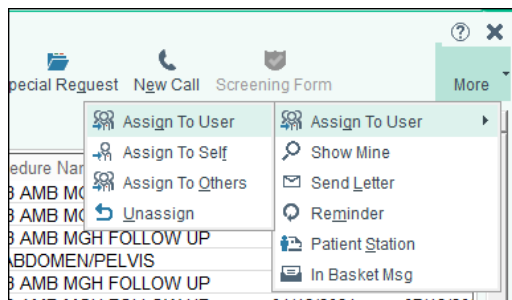 pecial Request New Call Screening Form More
Assign To User
Assign To Self
Assign To Others
Unassign
Assign To User
Show Mine
Send Letter
Reminder
Patient Station
In Basket Msg
edure Nar
AMB MG
AMB MG
AMB MGH FOLLOW UP
ABDOMEN/PELVIS
AMB MGH FOLLOW UP